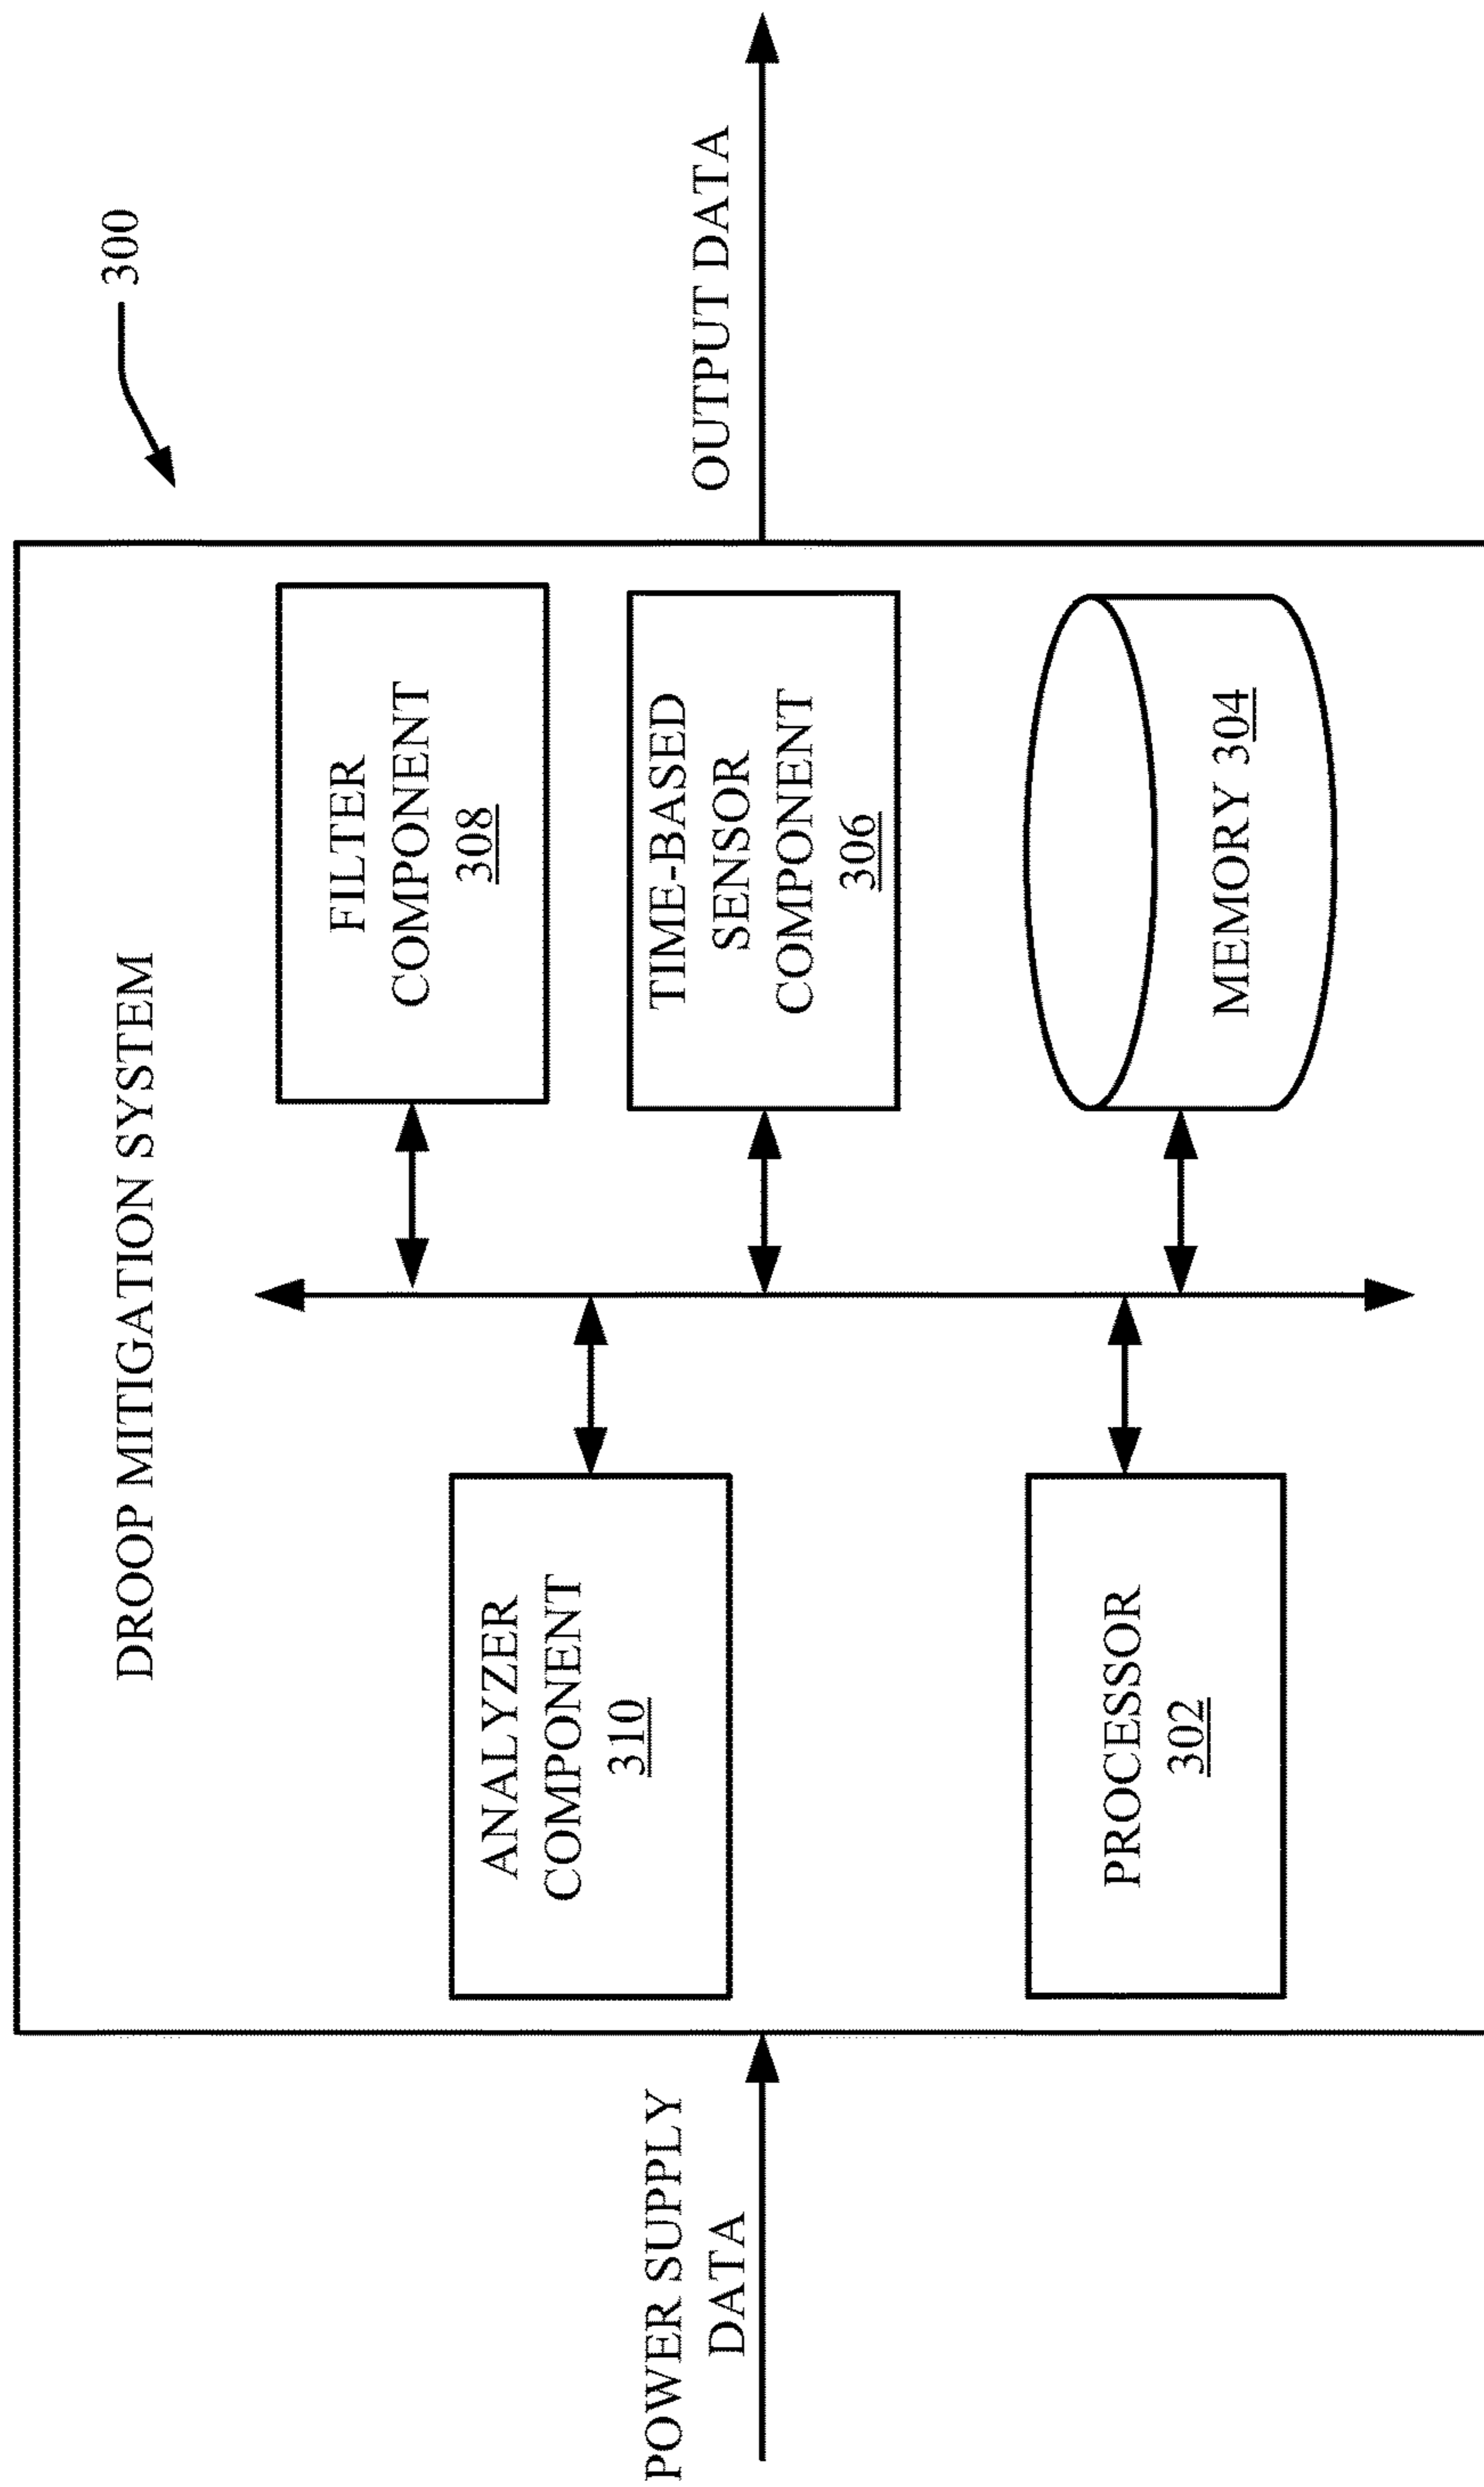 300
DROOP MITIGATION SYSTEM
FILTER
COMPONENT
308
ANALYZER
COMPONENT
310
TIME-BASED
SENSOR
COMPONENT
306
POWER SUPPLY
DATA
OUTPUT DATA
PROCESSOR
302
MEMORY 304